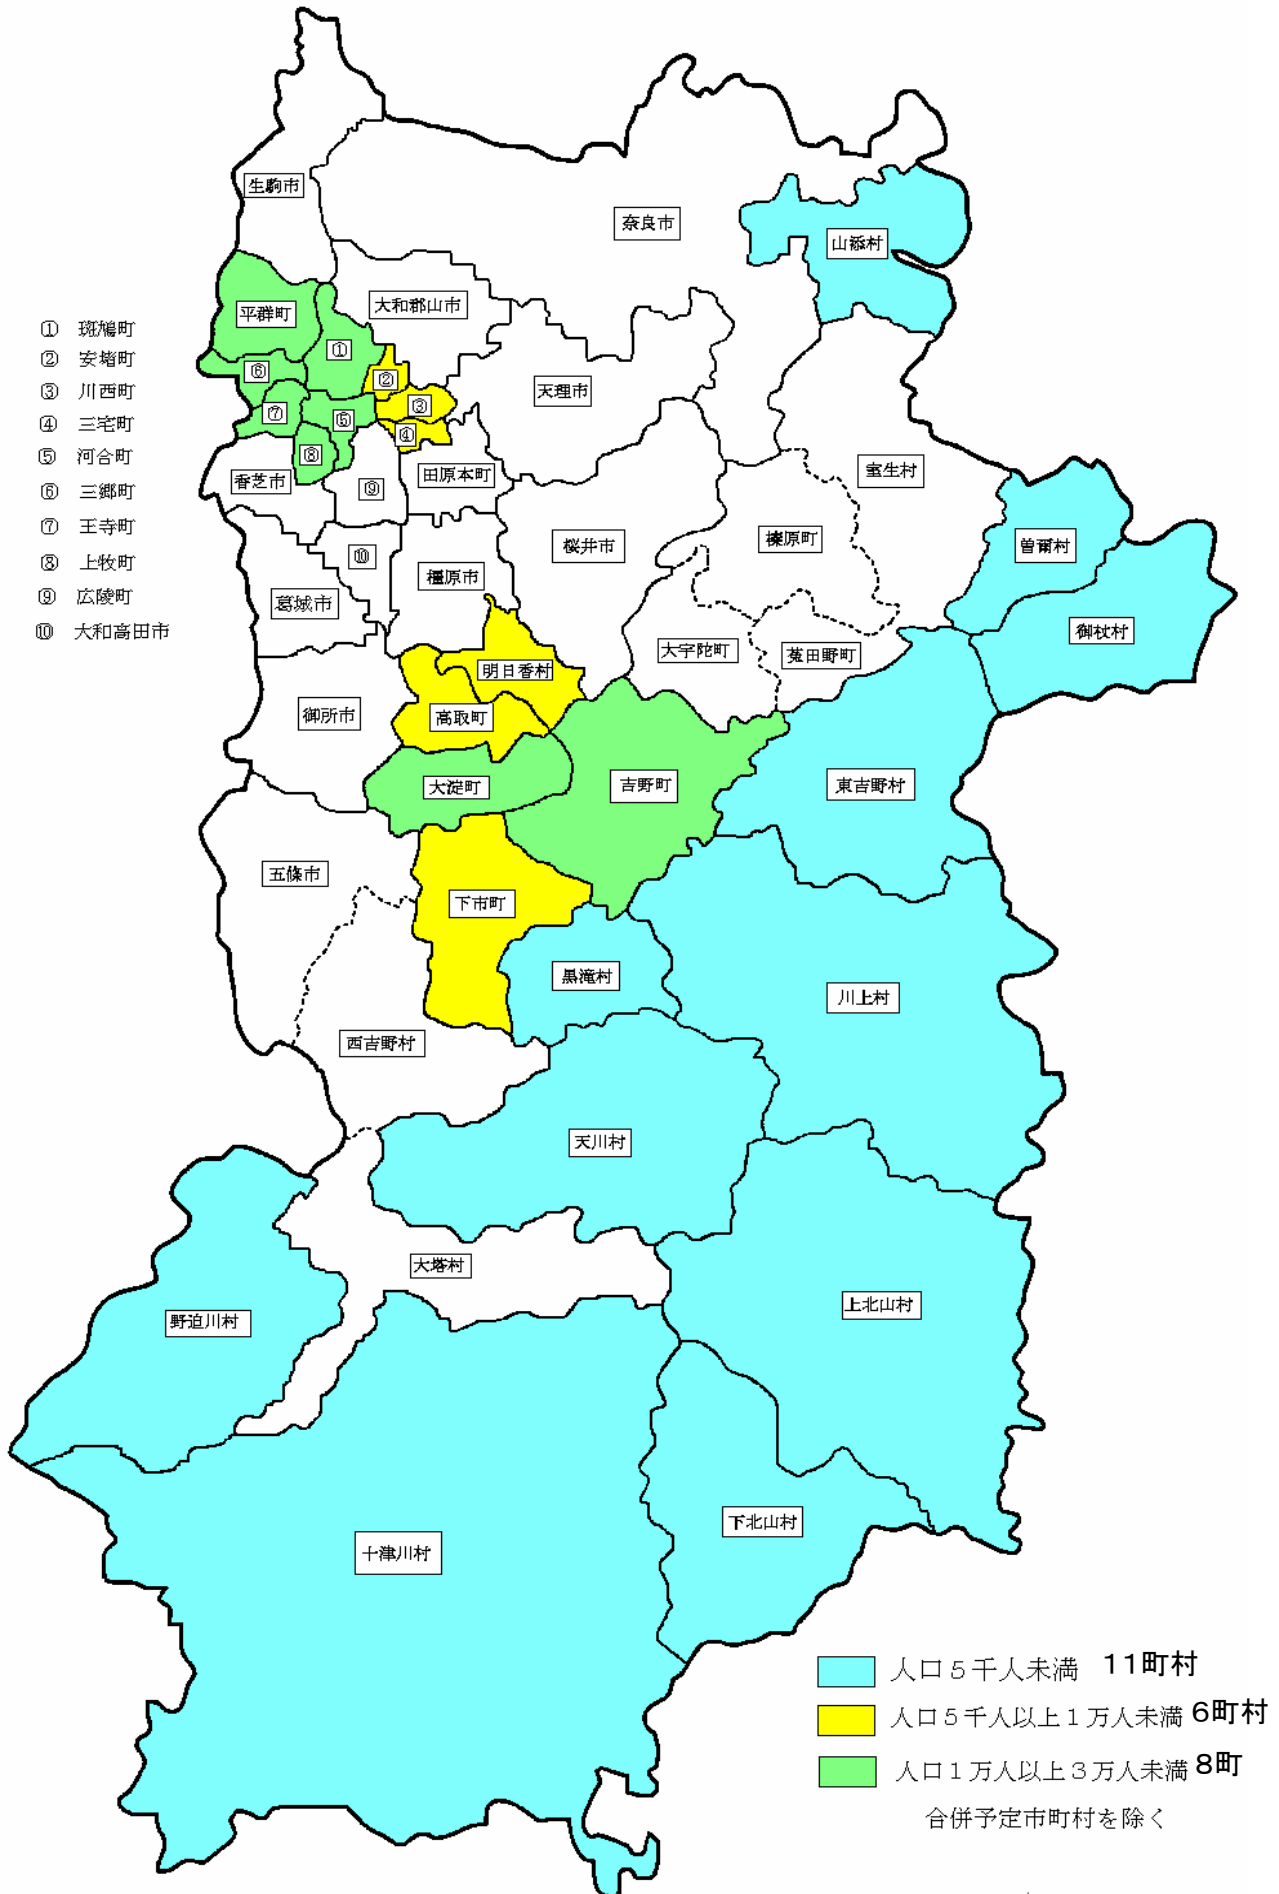 生駒市
奈良市
山添村
平群町
大和郡山市
① 斑鳩町
② 安堵町
③ 川西町
④ 三宅町
⑤ 河合町
⑥ 三郷町
⑦ 王寺町
⑧ 上牧町
⑨ 広陵町
⑩ 大和高田市
①
②
③
④
⑤
⑥
⑦
⑧
⑨
⑩
天理市
香芝市
田原本町
室生村
桜井市
榛原町
曽爾村
橿原市
葛城市
御杖村
大宇陀町
菟田野町
明日香村
御所市
高取町
大淀町
吉野町
東吉野村
五條市
下市町
黒滝村
川上村
西吉野村
天川村
大塔村
上北山村
野迫川村
下北山村
十津川村
人口5千人未満 11町村
人口5千人以上1万人未満 6町村
人口1万人以上3万人未満 8町
合併予定市町村を除く